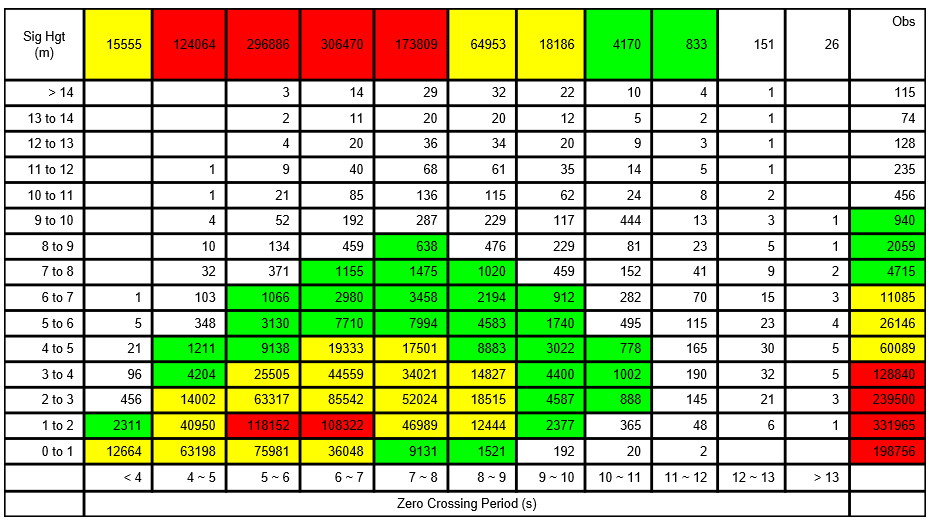 Sig Hgt (m) 15555 124064 296886 306470 173809 64953 18186 4170 833 151 26 Obs
> 14 3 14 29 32 22 10 4 1 115
13 to 14 2 11 20 20 12 5 2 1 74
12 to 13 4 20 36 34 20 9 3 1 128
11 to 12 1 9 40 68 61 35 14 5 1 235
10 to 11 1 21 85 136 115 62 24 8 2 456
9 to 10 4 52 192 287 229 117 444 13 3 1 940
8 to 9 10 134 459 638 476 229 81 23 5 1 2059
7 to 8 32 371 1155 1475 1020 459 152 41 9 2 4715
6 to 7 1 103 1066 2980 3458 2194 912 282 70 15 3 11085
5 to 6 5 348 3130 7710 7994 4583 1740 495 115 23 4 26146
4 to 5 21 1211 9138 19333 17501 8883 3022 778 165 30 5 60089
3 to 4 96 4204 25505 44559 34021 14827 4400 1002 190 32 5 128840
2 to 3 456 14002 63317 85542 52024 18515 4587 888 145 21 3 239500
1 to 2 2311 40950 118152 108322 46989 12444 2377 365 48 6 1 331965
0 to 1 12664 63198 75981 36048 9131 1521 192 20 2 198756
< 4 4 ~ 5 5 ~ 6 6 ~ 7 7 ~ 8 8 ~ 9 9 ~ 10 10 ~ 11 11 ~ 12 12 ~ 13 > 13
Zero Crossing Period (s)